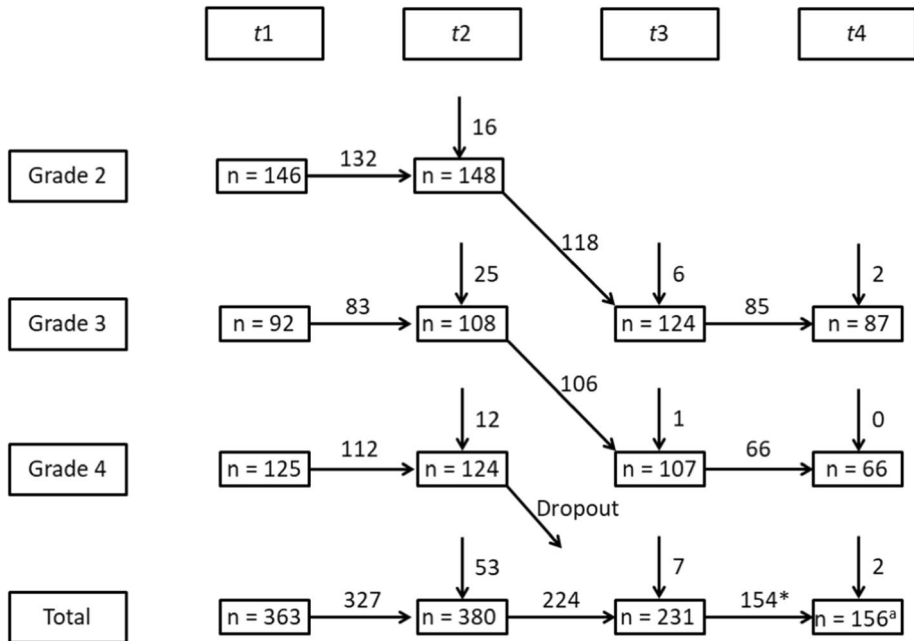 t1 t2 t3 t4
16
Grade 2 n = 146 132 n = 148
118
25 6 2
Grade 3 n = 92 83 n = 108 n = 124 85 n = 87
106
12 1 0
Grade 4 n = 125 112 n = 124 n = 107 66 n = 66
Dropout
53 7 2
Total n = 363 327 n = 380 224 n = 231 154* n = 156ᵃ